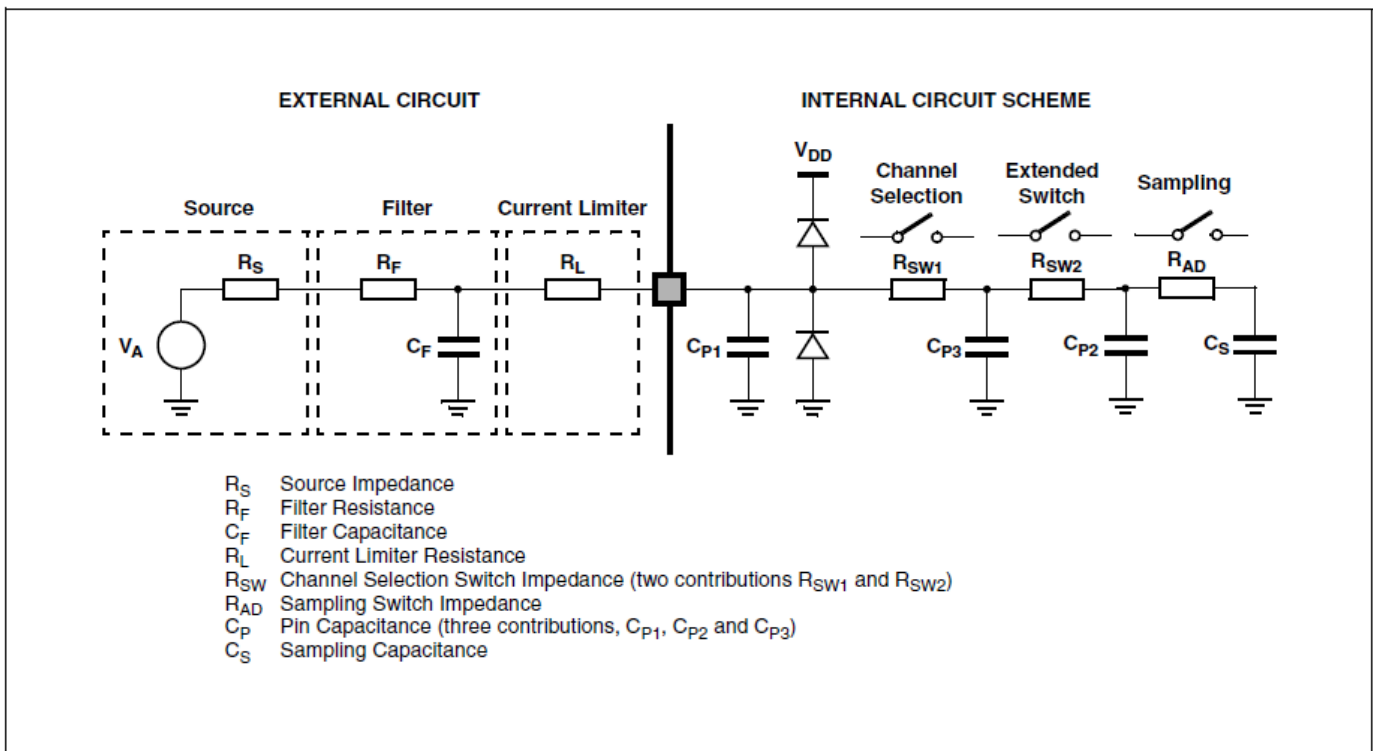 EXTERNAL CIRCUIT
INTERNAL CIRCUIT SCHEME
VDD
Channel Selection
Extended Switch
Sampling
Source
Filter
Current Limiter
RS
RF
RL
RSW1
RSW2
RAD
VA
CF
CP1
CP3
CP2
CS
RS Source Impedance
RF Filter Resistance
CF Filter Capacitance
RL Current Limiter Resistance
RSW Channel Selection Switch Impedance (two contributions RSW1 and RSW2)
RAD Sampling Switch Impedance
CP Pin Capacitance (three contributions, CP1, CP2 and CP3)
CS Sampling Capacitance